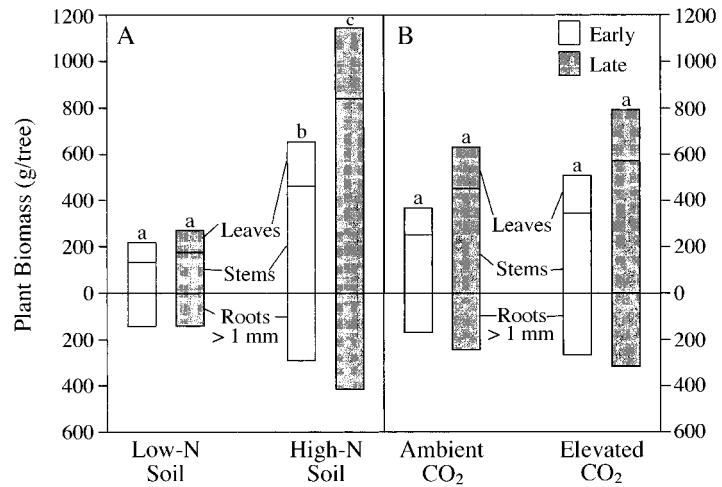 1200
1000
800
600
400
200
0
200
400
600
Plant Biomass (g/tree)
A
a
a
b
c
Leaves
Stems
Roots
> 1 mm
Low-N
Soil
High-N
Soil
B
Early
Late
a
a
a
a
Leaves
Stems
Roots
> 1 mm
Ambient
CO₂
Elevated
CO₂
1200
1000
800
600
400
200
0
200
400
600